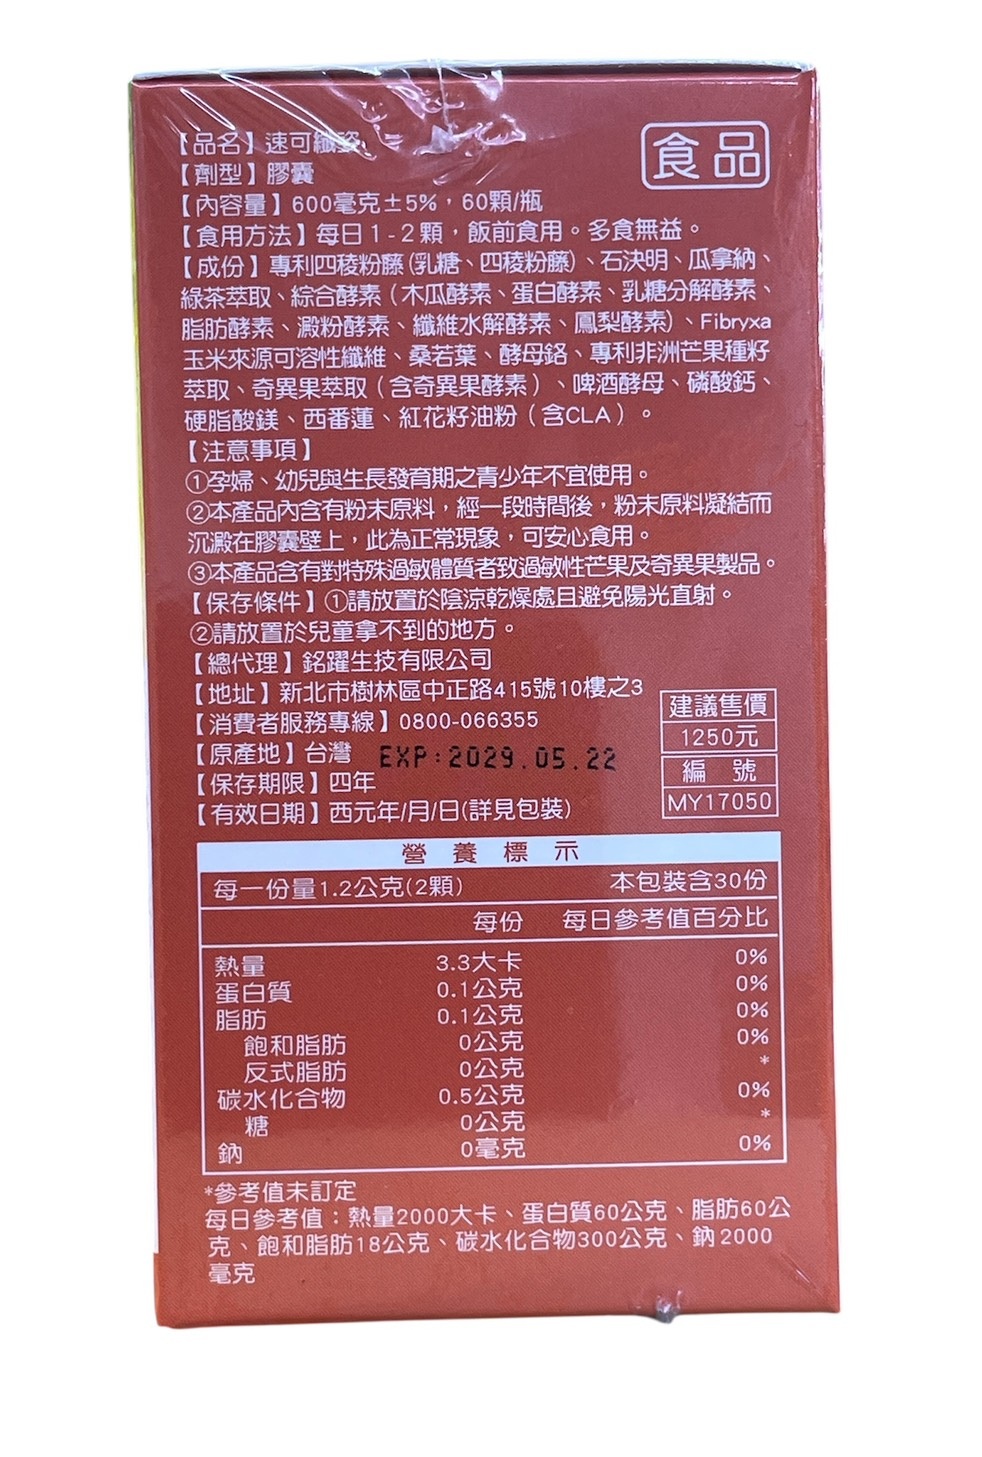 【品名】速可纖姿
食品
【劑型】膠囊
【內容量】600毫克±5%，60顆/瓶
【食用方法】每日1-2顆，飯前食用。多食無益。
【成份】專利四稜粉藤(乳糖、四稜粉藤)、石決明、瓜拿納、
綠茶萃取、綜合酵素（木瓜酵素、蛋白酵素、乳糖分解酵素、
脂肪酵素、澱粉酵素、纖維水解酵素、鳳梨酵素）、Fibryxa
玉米來源可溶性纖維、桑若葉、酵母鉻、專利非洲芒果種籽
萃取、奇異果萃取（含奇異果酵素）、啤酒酵母、磷酸鈣、
硬脂酸鎂、西番蓮、紅花籽油粉（含CLA）。
【注意事項】
①孕婦、幼兒與生長發育期之青少年不宜使用。
②本產品內含有粉末原料，經一段時間後，粉末原料凝結而
沉澱在膠囊壁上，此為正常現象，可安心食用。
③本產品含有對特殊過敏體質者致過敏性芒果及奇異果製品。
【保存條件】①請放置於陰涼乾燥處且避免陽光直射。
②請放置於兒童拿不到的地方。
【總代理】銘躍生技有限公司
【地址】新北市樹林區中正路415號10樓之3
【消費者服務專線】0800-066355
【原產地】台灣 EXP:2029.05.22
【保存期限】四年
【有效日期】西元年/月/日(詳見包裝)
建議售價
1250元
編 號
MY17050
營 養 標 示
每一份量1.2公克(2顆) 本包裝含30份
每份 每日參考值百分比
熱量 3.3大卡 0%
蛋白質 0.1公克 0%
脂肪 0.1公克 0%
飽和脂肪 0公克 0%
反式脂肪 0公克 *
碳水化合物 0.5公克 0%
糖 0公克 *
鈉 0毫克 0%
*參考值未訂定
每日參考值：熱量2000大卡、蛋白質60公克、脂肪60公
克、飽和脂肪18公克、碳水化合物300公克、鈉2000
毫克